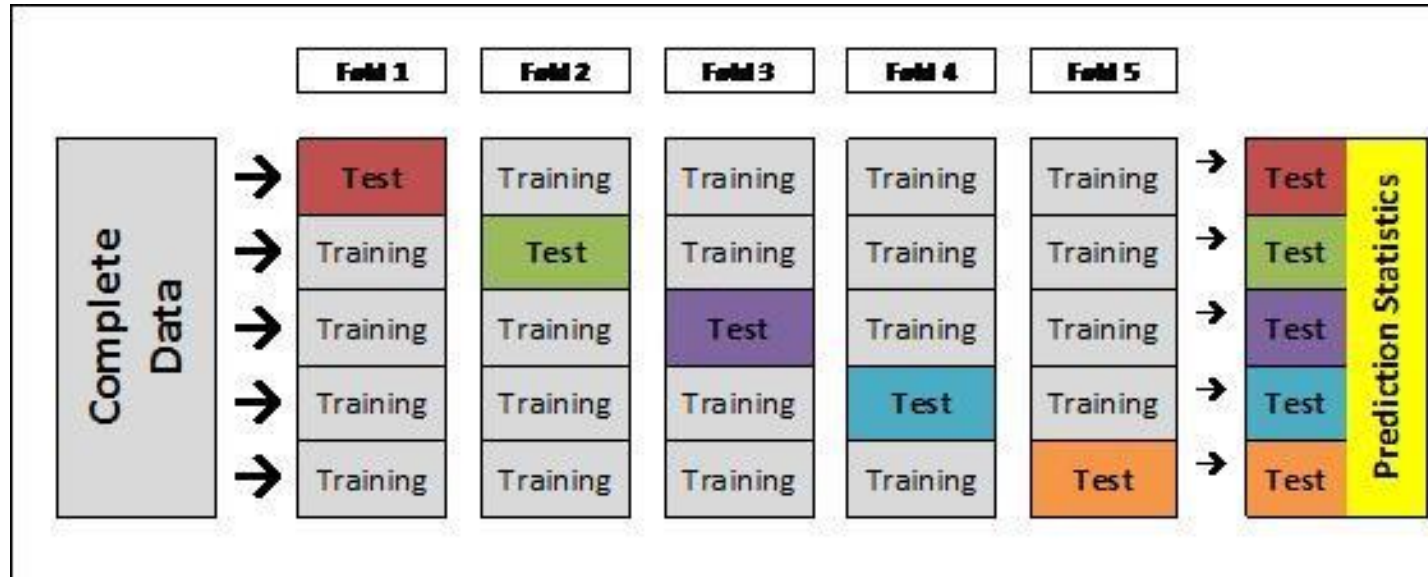 Fold 1 Fold 2 Fold 3 Fold 4 Fold 5
Complete
Data
Test Training Training Training Training Test
Training Test Training Training Training Test
Training Training Test Training Training Test
Training Training Training Test Training Test
Training Training Training Training Test Test
Prediction Statistics